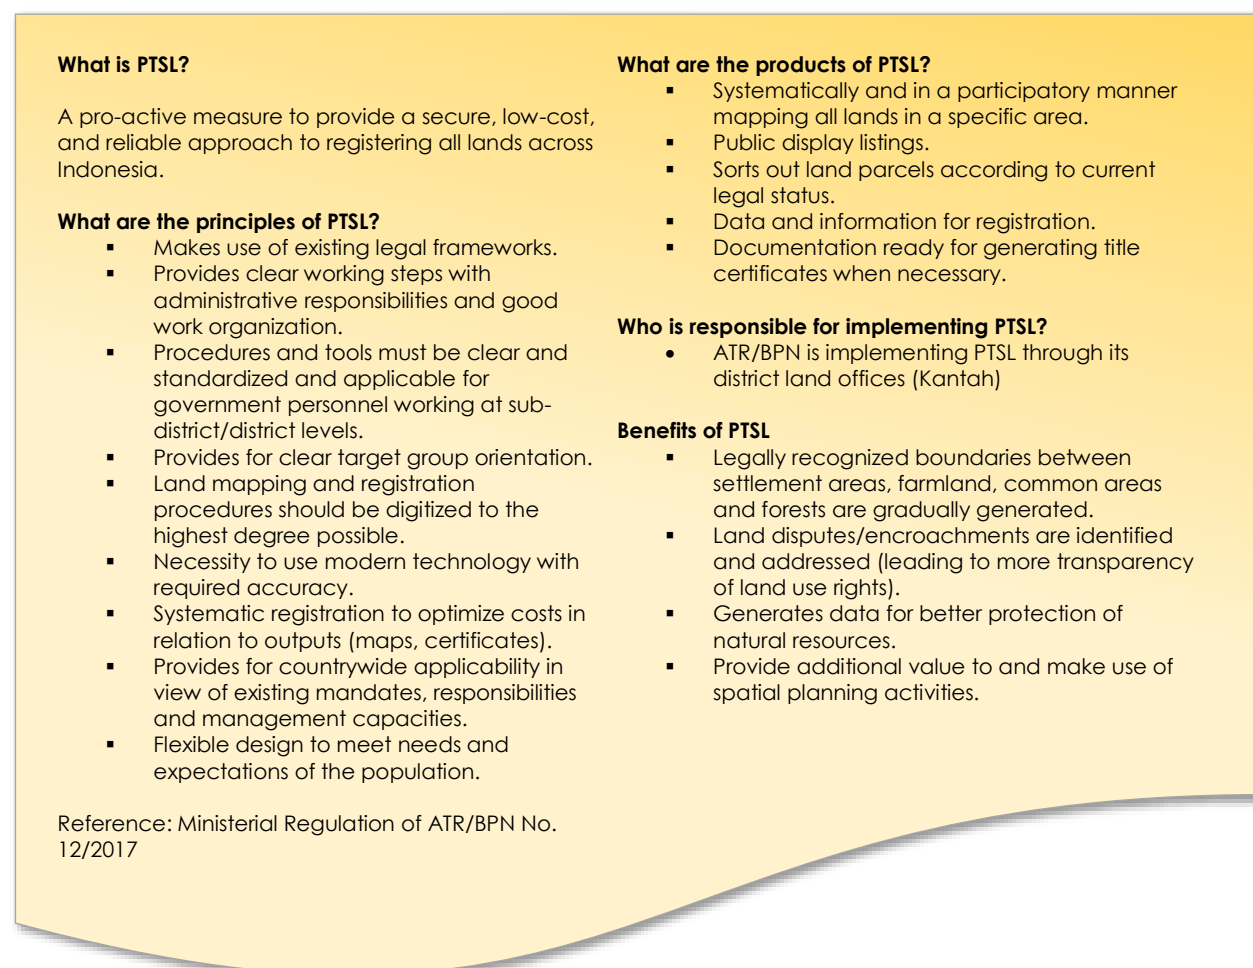 What is PTSL?
A pro-active measure to provide a secure, low-cost,
and reliable approach to registering all lands across
Indonesia.
What are the principles of PTSL?
▪ Makes use of existing legal frameworks.
▪ Provides clear working steps with
administrative responsibilities and good
work organization.
▪ Procedures and tools must be clear and
standardized and applicable for
government personnel working at sub-
district/district levels.
▪ Provides for clear target group orientation.
▪ Land mapping and registration
procedures should be digitized to the
highest degree possible.
▪ Necessity to use modern technology with
required accuracy.
▪ Systematic registration to optimize costs in
relation to outputs (maps, certificates).
▪ Provides for countrywide applicability in
view of existing mandates, responsibilities
and management capacities.
▪ Flexible design to meet needs and
expectations of the population.
Reference: Ministerial Regulation of ATR/BPN No.
12/2017
What are the products of PTSL?
▪ Systematically and in a participatory manner
mapping all lands in a specific area.
▪ Public display listings.
▪ Sorts out land parcels according to current
legal status.
▪ Data and information for registration.
▪ Documentation ready for generating title
certificates when necessary.
Who is responsible for implementing PTSL?
• ATR/BPN is implementing PTSL through its
district land offices (Kantah)
Benefits of PTSL
▪ Legally recognized boundaries between
settlement areas, farmland, common areas
and forests are gradually generated.
▪ Land disputes/encroachments are identified
and addressed (leading to more transparency
of land use rights).
▪ Generates data for better protection of
natural resources.
▪ Provide additional value to and make use of
spatial planning activities.